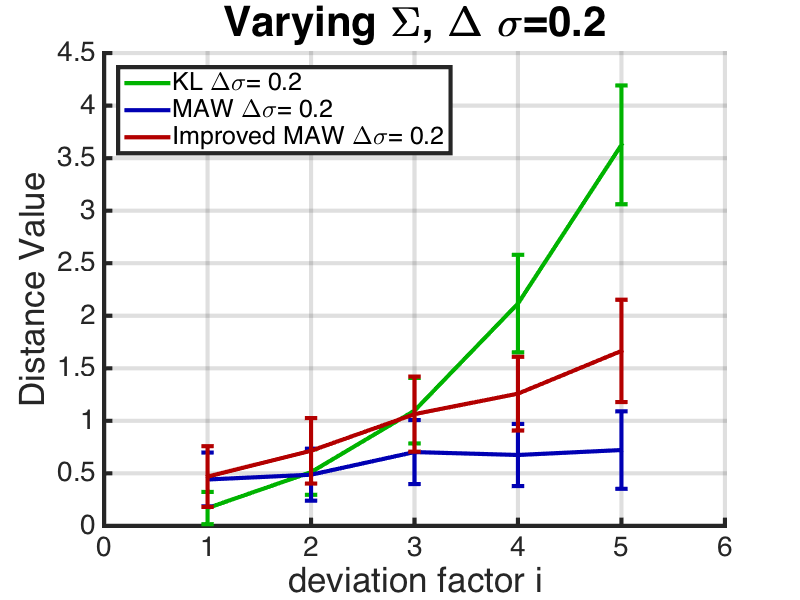 Varying Σ, Δ σ=0.2
KL Δσ= 0.2
MAW Δσ= 0.2
Improved MAW Δσ= 0.2
Distance Value
4.5
4
3.5
3
2.5
2
1.5
1
0.5
0
0 1 2 3 4 5 6
deviation factor i